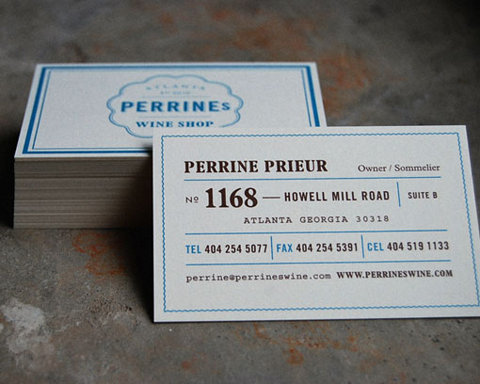 ATLANTA
PERRINEs
WINE SHOP
PERRINE PRIEUR Owner / Sommelier
Nº 1168 — HOWELL MILL ROAD SUITE B
ATLANTA GEORGIA 30318
TEL 404 254 5077 FAX 404 254 5391 CEL 404 519 1133
perrine@perrineswine.com WWW.PERRINESWINE.COM